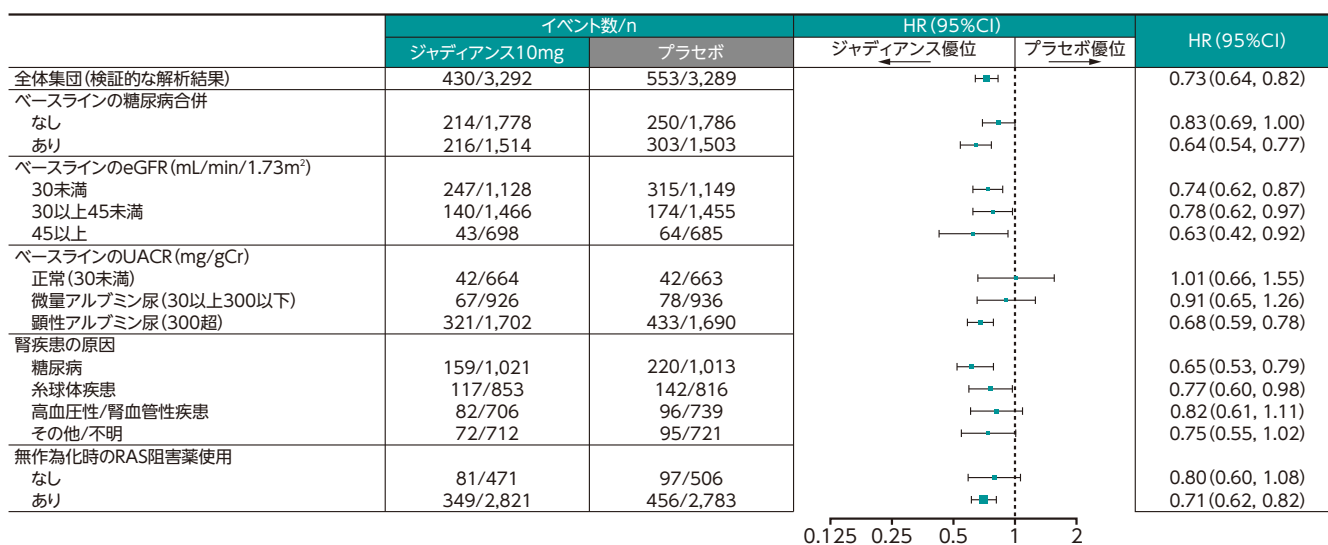 イベント数/n HR(95%CI) HR(95%CI)
ジャディアンス10mg プラセボ ジャディアンス優位 プラセボ優位
全体集団(検証的な解析結果) 430/3,292 553/3,289 0.73(0.64, 0.82)
ベースラインの糖尿病合併
なし 214/1,778 250/1,786 0.83(0.69, 1.00)
あり 216/1,514 303/1,503 0.64(0.54, 0.77)
ベースラインのeGFR(mL/min/1.73m²)
30未満 247/1,128 315/1,149 0.74(0.62, 0.87)
30以上45未満 140/1,466 174/1,455 0.78(0.62, 0.97)
45以上 43/698 64/685 0.63(0.42, 0.92)
ベースラインのUACR(mg/gCr)
正常(30未満) 42/664 42/663 1.01(0.66, 1.55)
微量アルブミン尿(30以上300以下) 67/926 78/936 0.91(0.65, 1.26)
顕性アルブミン尿(300超) 321/1,702 433/1,690 0.68(0.59, 0.78)
腎疾患の原因
糖尿病 159/1,021 220/1,013 0.65(0.53, 0.79)
糸球体疾患 117/853 142/816 0.77(0.60, 0.98)
高血圧性/腎血管性疾患 82/706 96/739 0.82(0.61, 1.11)
その他/不明 72/712 95/721 0.75(0.55, 1.02)
無作為化時のRAS阻害薬使用
なし 81/471 97/506 0.80(0.60, 1.08)
あり 349/2,821 456/2,783 0.71(0.62, 0.82)
0.125 0.25 0.5 1 2